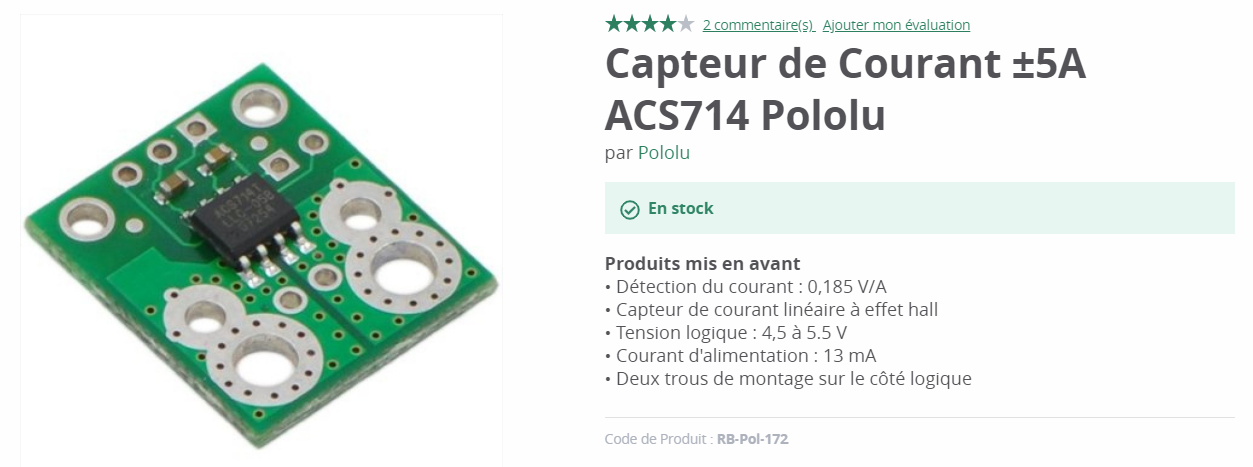 2 commentaire(s) Ajouter mon évaluation
Capteur de Courant ±5A
ACS714 Pololu
par Pololu
En stock
Produits mis en avant
• Détection du courant : 0,185 V/A
• Capteur de courant linéaire à effet hall
• Tension logique : 4,5 à 5.5 V
• Courant d'alimentation : 13 mA
• Deux trous de montage sur le côté logique
Code de Produit : RB-Pol-172
ACS714T